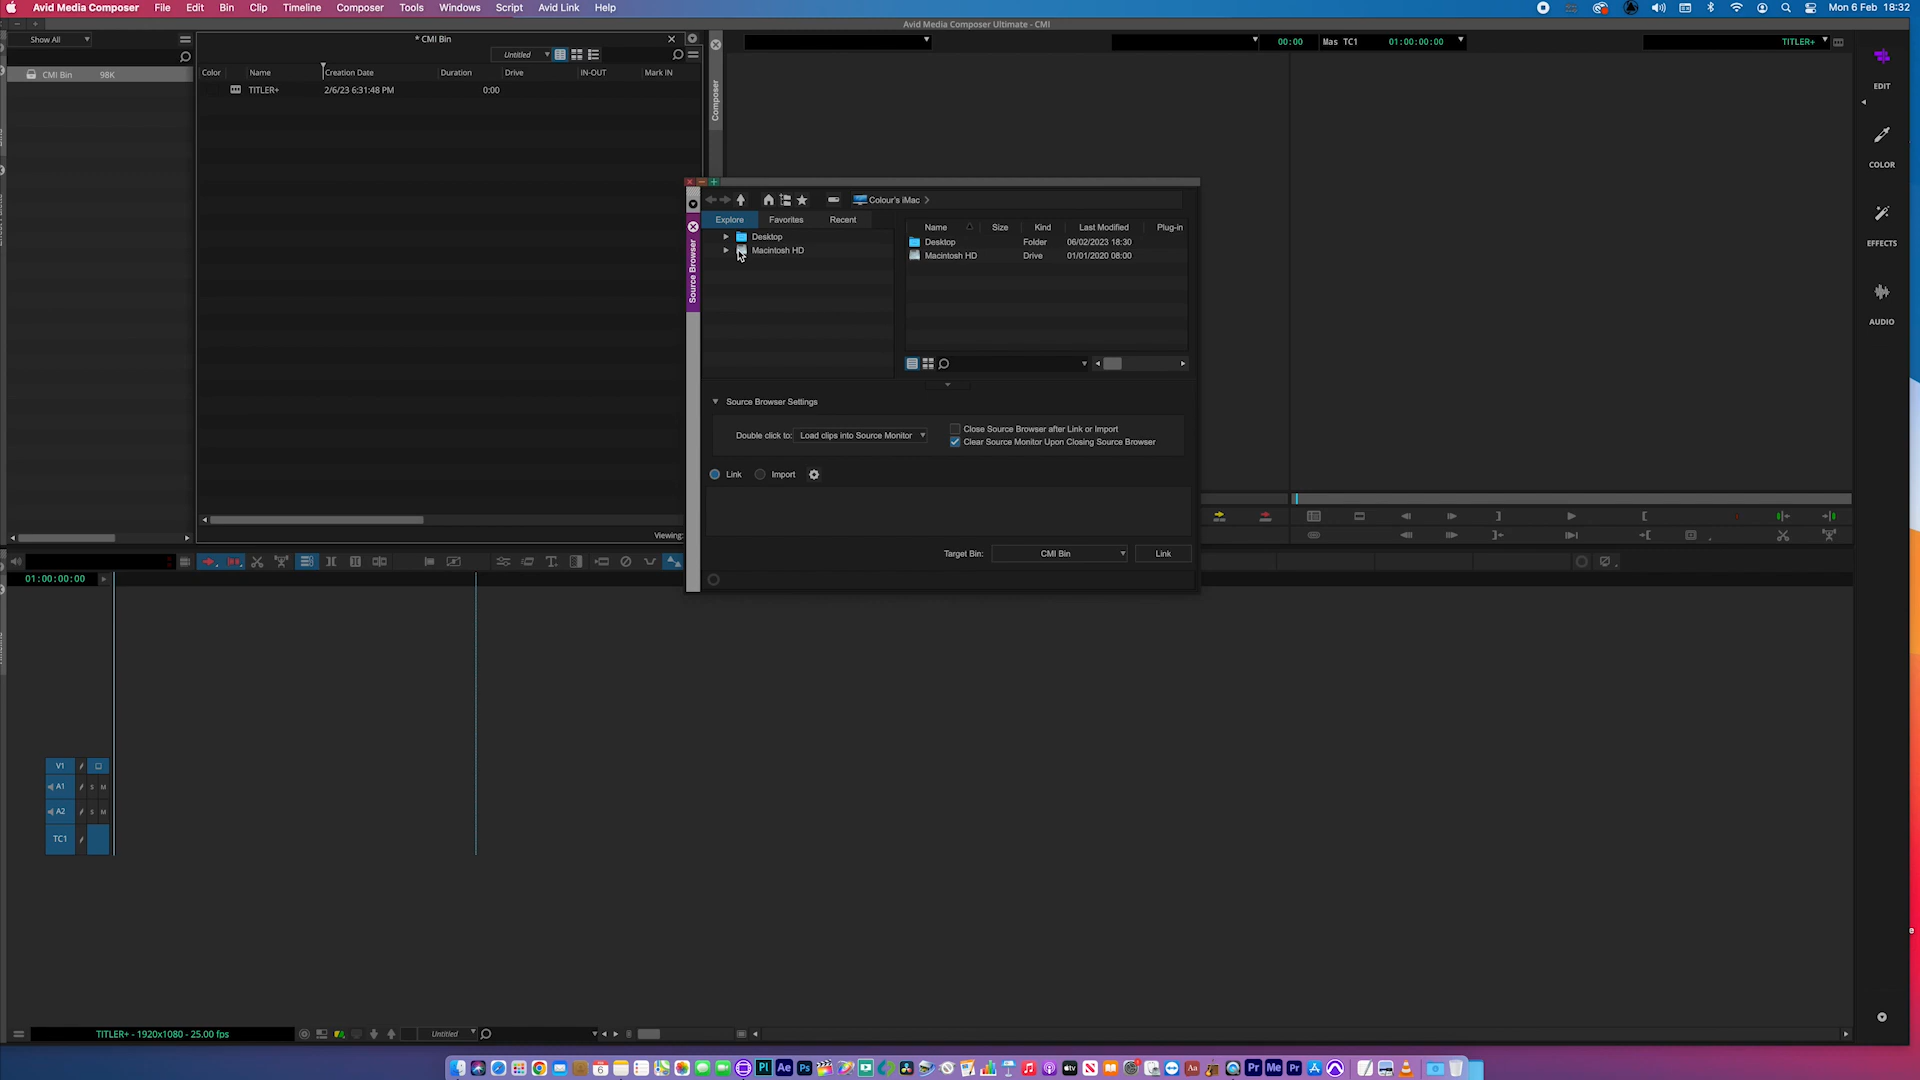 Avid Media Composer File Edit Bin Clip Timeline Composer Tools Windows Script Avid Link Help Mon 6 Feb 18:32
Avid Media Composer Ultimate - CMI
Show All
* CMI Bin
00:00 Mas TC1 01:00:00:00 TITLER+
Untitled
Color Name Creation Date Duration Drive IN-OUT Mark IN
CMI Bin 98K
TITLER+ 2/6/23 6:31:48 PM 0:00
Composer
EDIT
COLOR
EFFECTS
AUDIO
Colour's iMac
Explore Favorites Recent
Desktop
Macintosh HD
Name Size Kind Last Modified Plug-in
Desktop Folder 06/02/2023 18:30
Macintosh HD Drive 01/01/2020 08:00
Source Browser
Source Browser Settings
Double click to: Load clips into Source Monitor
Close Source Browser after Link or Import
Clear Source Monitor Upon Closing Source Browser
Link Import
Target Bin: CMI Bin Link
Viewing:
01:00:00:00
V1
A1 S M
A2 S M
TC1
TITLER+ - 1920x1080 - 25.00 fps Untitled
Pl Ae Ps Aa Pr Me Pr